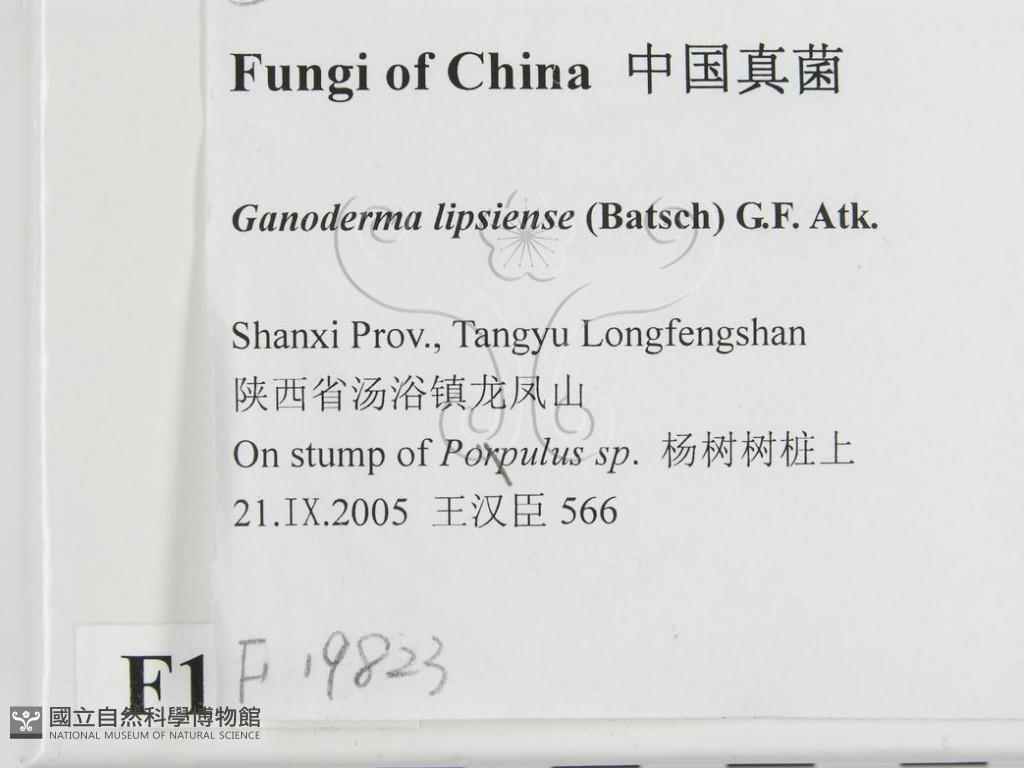 Fungi of China 中国真菌
Ganoderma lipsiense (Batsch) G.F. Atk.
Shanxi Prov., Tangyu Longfengshan
陕西省汤浴镇龙凤山
On stump of Porpulus sp. 杨树树桩上
21.IX.2005 王汉臣 566
F1
F 19823
國立自然科學博物館
NATIONAL MUSEUM OF NATURAL SCIENCE